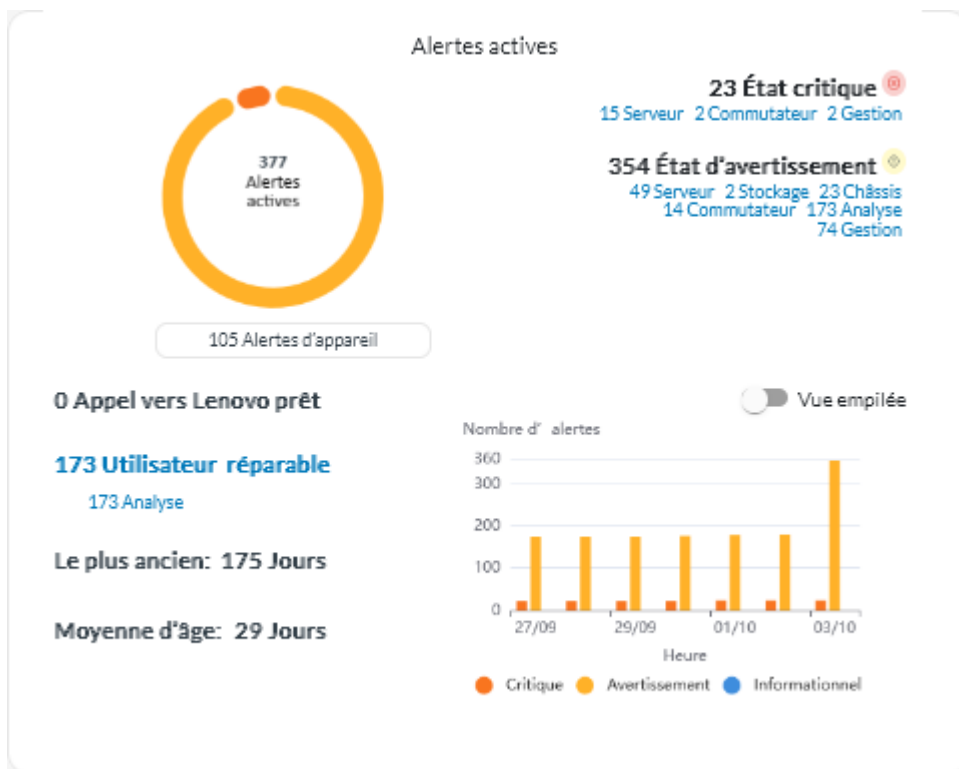 Alertes actives
377
Alertes
actives
105 Alertes d'appareil
23 État critique
15 Serveur 2 Commutateur 2 Gestion
354 État d'avertissement
49 Serveur 2 Stockage 23 Châssis
14 Commutateur 173 Analyse
74 Gestion
0 Appel vers Lenovo prêt
173 Utilisateur réparable
173 Analyse
Le plus ancien: 175 Jours
Moyenne d'âge: 29 Jours
Vue empilée
Nombre d' alertes
360
300
200
100
0
27/09 29/09 01/10 03/10
Heure
Critique Avertissement Informationnel